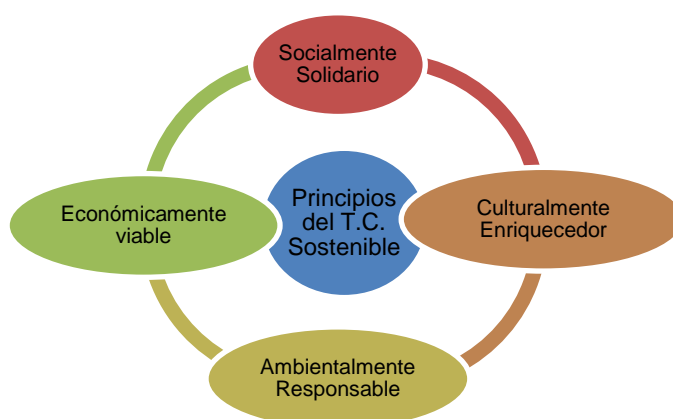 Socialmente
Solidario
Económicamente
viable
Principios
del T.C.
Sostenible
Culturalmente
Enriquecedor
Ambientalmente
Responsable